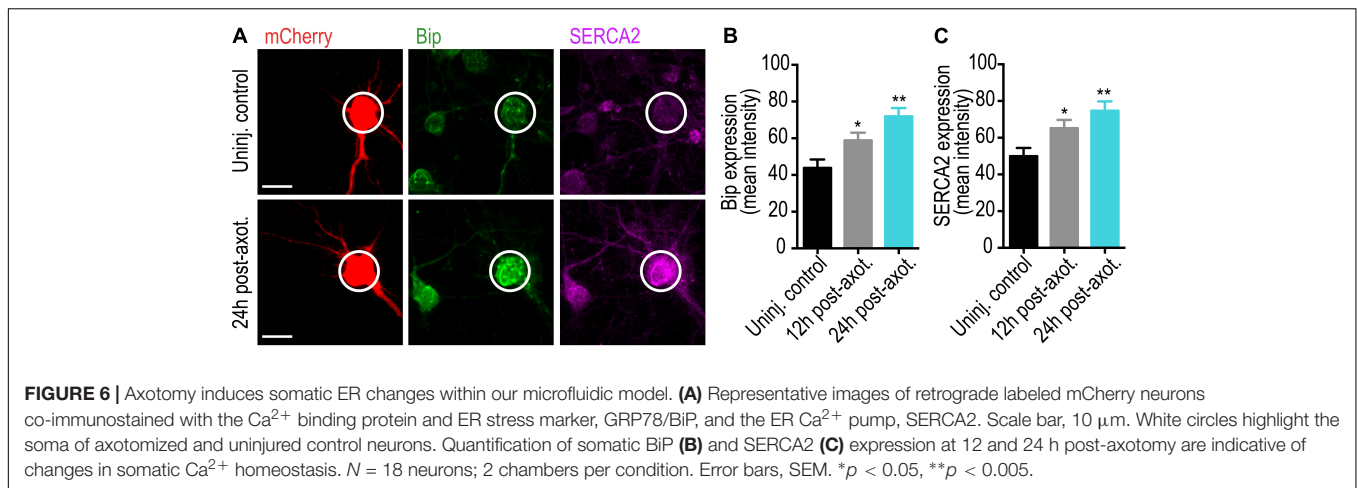 A mCherry Bip SERCA2
Uninj. control
24h post-axot.
B
Bip expression
(mean intensity)
100
80
60
40
20
0
*
**
Uninj. control
12h post-axot.
24h post-axot.
C
SERCA2 expression
(mean intensity)
100
80
60
40
20
0
*
**
Uninj. control
12h post-axot.
24h post-axot.
FIGURE 6 | Axotomy induces somatic ER changes within our microfluidic model. (A) Representative images of retrograde labeled mCherry neurons
co-immunostained with the Ca²⁺ binding protein and ER stress marker, GRP78/BiP, and the ER Ca²⁺ pump, SERCA2. Scale bar, 10 μm. White circles highlight the
soma of axotomized and uninjured control neurons. Quantification of somatic BiP (B) and SERCA2 (C) expression at 12 and 24 h post-axotomy are indicative of
changes in somatic Ca²⁺ homeostasis. N = 18 neurons; 2 chambers per condition. Error bars, SEM. *p < 0.05, **p < 0.005.